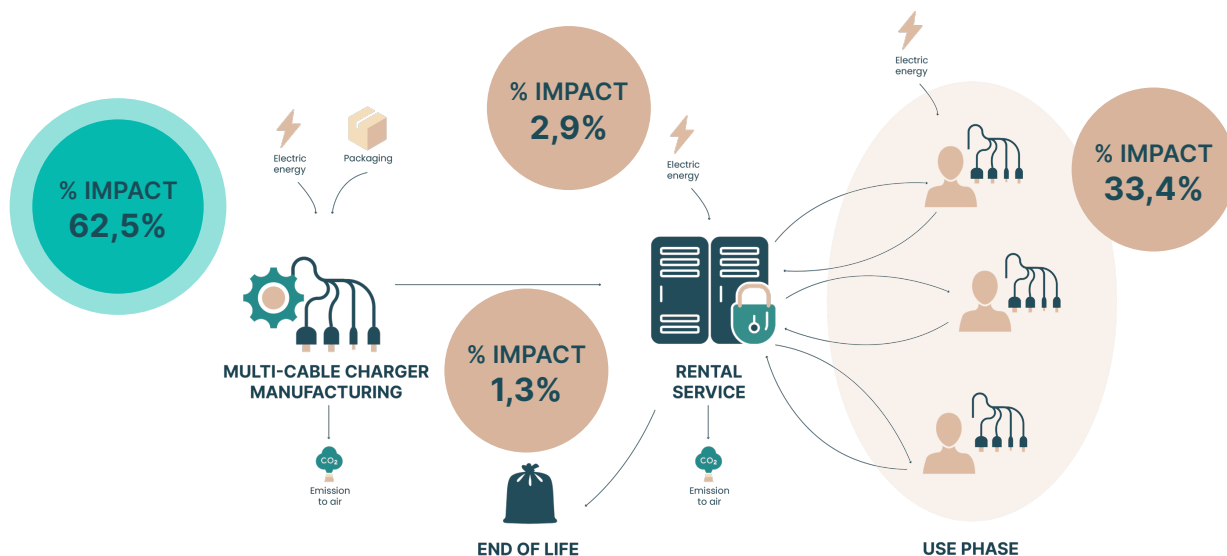 % IMPACT
62,5%
Electric
energy
Packaging
MULTI-CABLE CHARGER
MANUFACTURING
CO₂
Emission
to air
% IMPACT
2,9%
Electric
energy
RENTAL
SERVICE
CO₂
Emission
to air
% IMPACT
1,3%
END OF LIFE
Electric
energy
% IMPACT
33,4%
USE PHASE